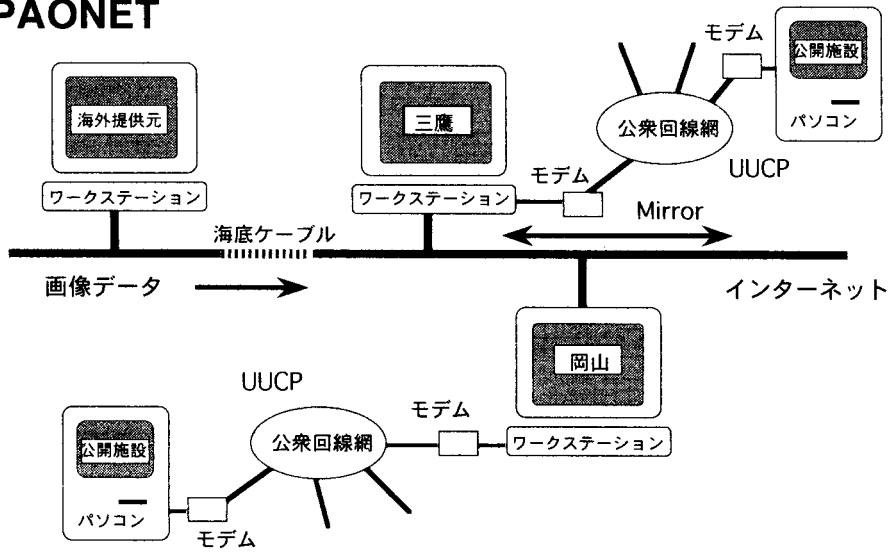 PAONET
モデム
公開施設
海外提供元
三鷹
公衆回線網
パソコン
モデム
UUCP
ワークステーション
ワークステーション
Mirror
海底ケーブル
画像データ
インターネット
岡山
UUCP
モデム
公開施設
公衆回線網
ワークステーション
パソコン
モデム